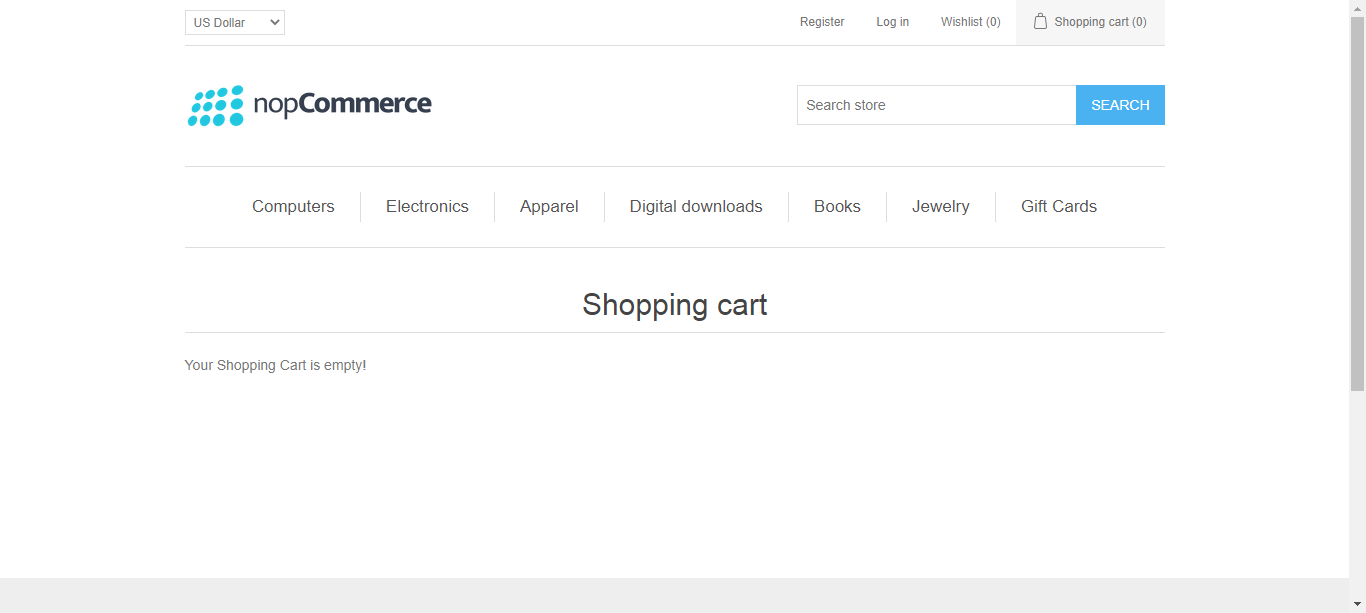 US Dollar
Register Log in Wishlist (0) Shopping cart (0)
nopCommerce
Search store SEARCH
Computers Electronics Apparel Digital downloads Books Jewelry Gift Cards
Shopping cart
Your Shopping Cart is empty!